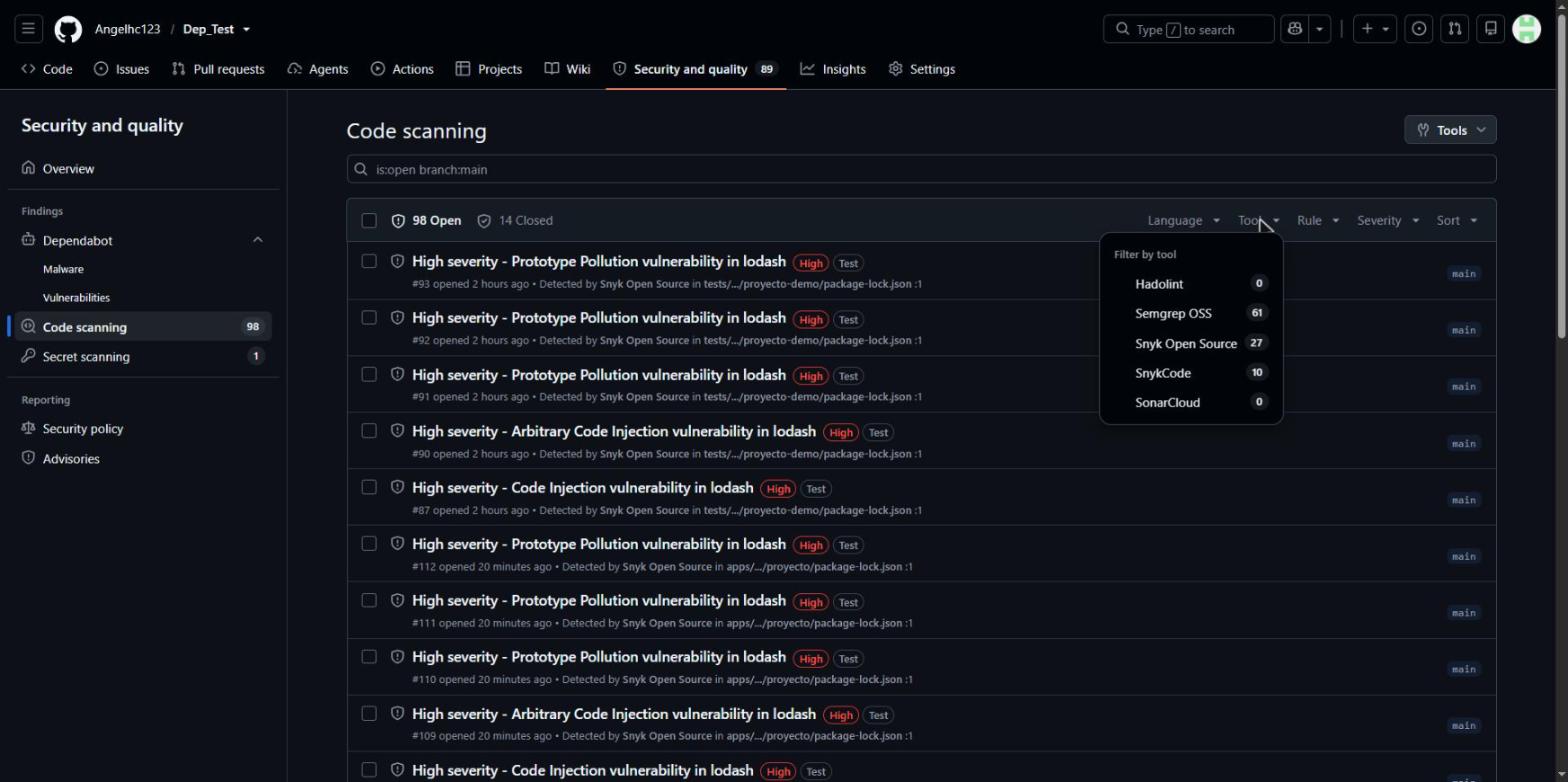 Angelhc123 / Dep_Test
Type / to search
Code
Issues
Pull requests
Agents
Actions
Projects
Wiki
Security and quality 89
Insights
Settings
Security and quality
Overview
Findings
Dependabot
Malware
Vulnerabilities
Code scanning 98
Secret scanning 1
Reporting
Security policy
Advisories
Code scanning
Tools
is:open branch:main
98 Open
14 Closed
Language
Tool
Rule
Severity
Sort
Filter by tool
Hadolint 0
Semgrep OSS 61
Snyk Open Source 27
SnykCode 10
SonarCloud 0
High severity - Prototype Pollution vulnerability in lodash High Test
#93 opened 2 hours ago • Detected by Snyk Open Source in tests/.../proyecto-demo/package-lock.json :1
main
High severity - Prototype Pollution vulnerability in lodash High Test
#92 opened 2 hours ago • Detected by Snyk Open Source in tests/.../proyecto-demo/package-lock.json :1
main
High severity - Prototype Pollution vulnerability in lodash High Test
#91 opened 2 hours ago • Detected by Snyk Open Source in tests/.../proyecto-demo/package-lock.json :1
main
High severity - Arbitrary Code Injection vulnerability in lodash High Test
#90 opened 2 hours ago • Detected by Snyk Open Source in tests/.../proyecto-demo/package-lock.json :1
main
High severity - Code Injection vulnerability in lodash High Test
#87 opened 2 hours ago • Detected by Snyk Open Source in tests/.../proyecto-demo/package-lock.json :1
main
High severity - Prototype Pollution vulnerability in lodash High Test
#112 opened 20 minutes ago • Detected by Snyk Open Source in apps/.../proyecto/package-lock.json :1
main
High severity - Prototype Pollution vulnerability in lodash High Test
#111 opened 20 minutes ago • Detected by Snyk Open Source in apps/.../proyecto/package-lock.json :1
main
High severity - Prototype Pollution vulnerability in lodash High Test
#110 opened 20 minutes ago • Detected by Snyk Open Source in apps/.../proyecto/package-lock.json :1
main
High severity - Arbitrary Code Injection vulnerability in lodash High Test
#109 opened 20 minutes ago • Detected by Snyk Open Source in apps/.../proyecto/package-lock.json :1
main
High severity - Code Injection vulnerability in lodash High Test